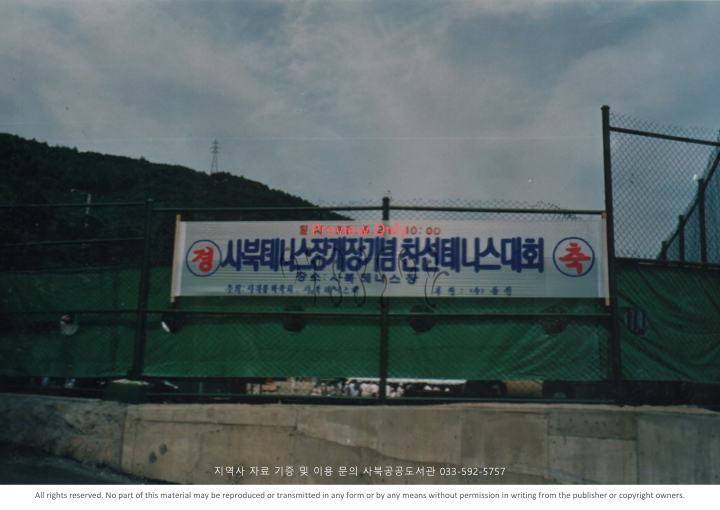 10:00
Preview Only
경 사북테니스장개장기념 친선테니스대회 축
장소: 사북테니스장
지역사 자료 기증 및 이용 문의 사북공공도서관 033-592-5757
All rights reserved. No part of this material may be reproduced or transmitted in any form or by any means without permission in writing from the publisher or copyright owners.